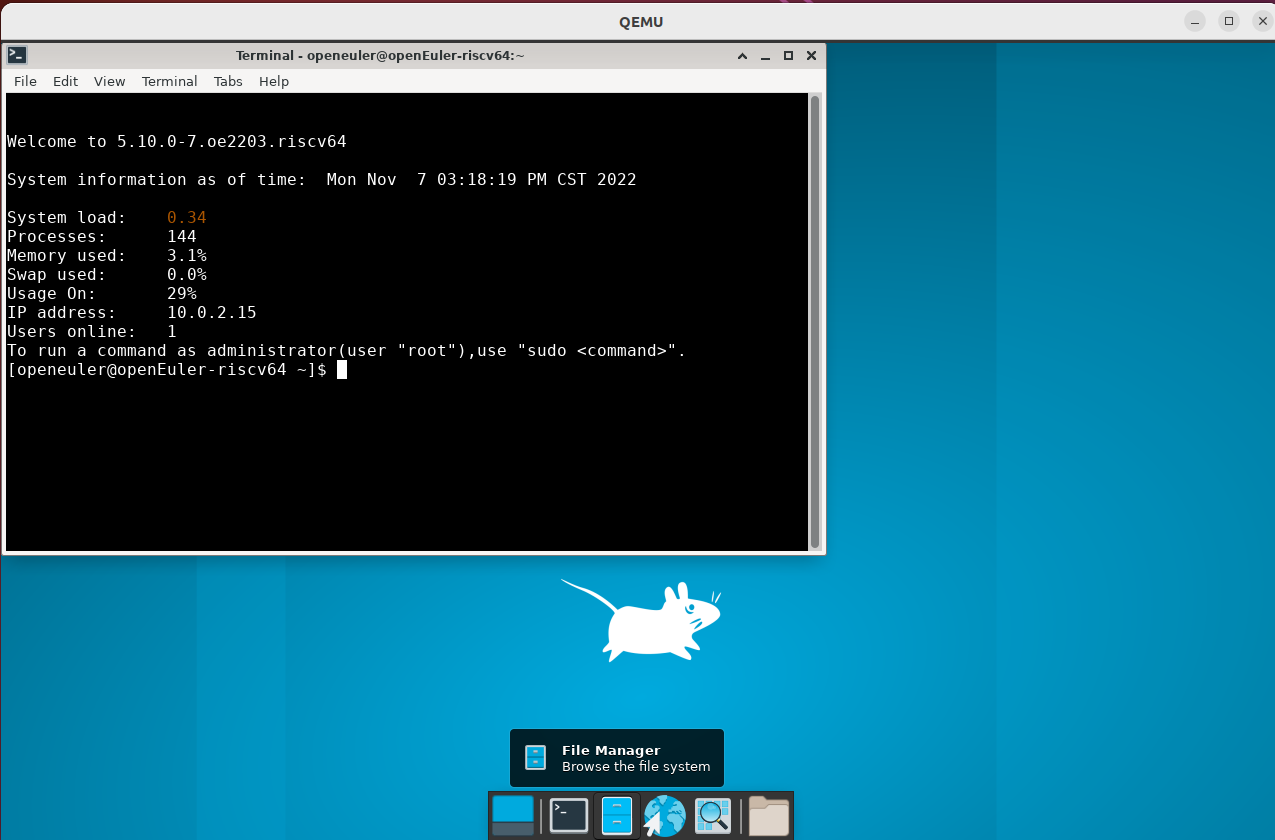 QEMU
Terminal - openeuler@openEuler-riscv64:~
File Edit View Terminal Tabs Help
Welcome to 5.10.0-7.oe2203.riscv64
System information as of time:  Mon Nov  7 03:18:19 PM CST 2022
System load:    0.34
Processes:      144
Memory used:    3.1%
Swap used:      0.0%
Usage On:       29%
IP address:     10.0.2.15
Users online:   1
To run a command as administrator(user "root"),use "sudo <command>".
[openeuler@openEuler-riscv64 ~]$
File Manager
Browse the file system